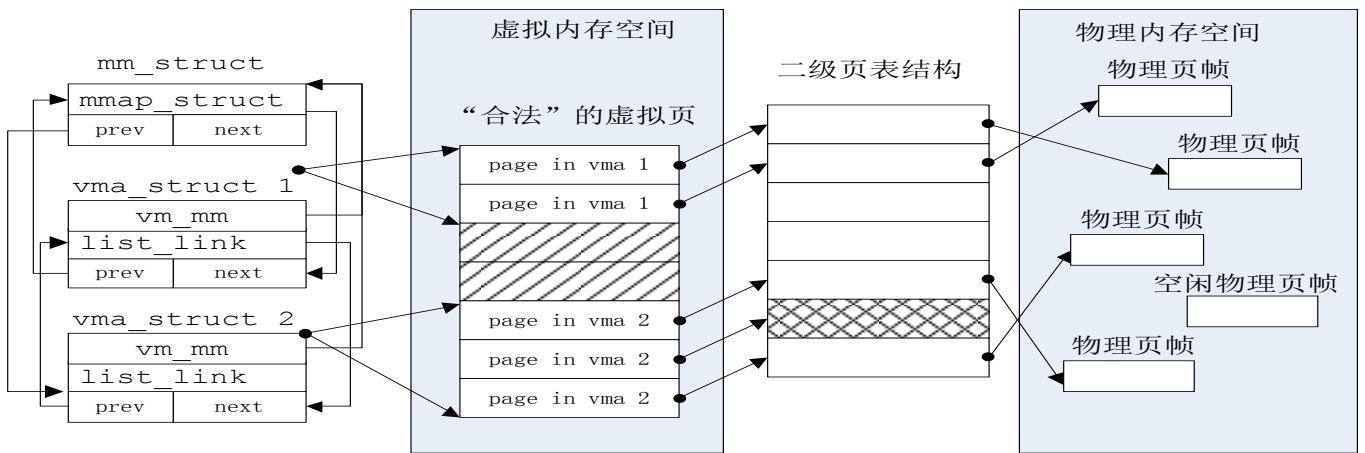 mm_struct
mmap_struct
prev next
vma_struct 1
vm_mm
list_link
prev next
vma_struct 2
vm_mm
list_link
prev next
虚拟内存空间
“合法”的虚拟页
page in vma 1
page in vma 1
page in vma 2
page in vma 2
page in vma 2
二级页表结构
物理内存空间
物理页帧
物理页帧
物理页帧
空闲物理页帧
物理页帧